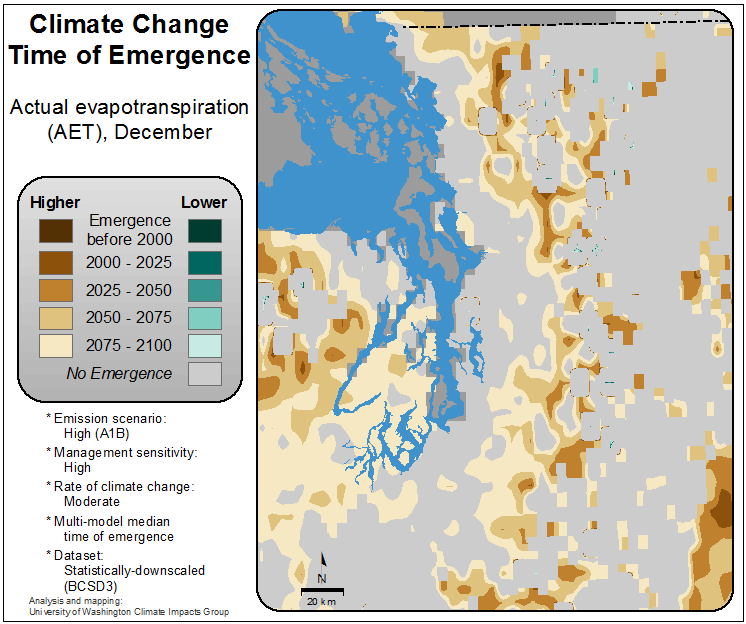 Climate Change
Time of Emergence
Actual evapotranspiration
(AET), December
Higher Lower
Emergence
before 2000
2000 - 2025
2025 - 2050
2050 - 2075
2075 - 2100
No Emergence
* Emission scenario:
High (A1B)
* Management sensitivity:
High
* Rate of climate change:
Moderate
* Multi-model median
time of emergence
* Dataset:
Statistically-downscaled
(BCSD3)
Analysis and mapping:
University of Washington Climate Impacts Group
N
20 km